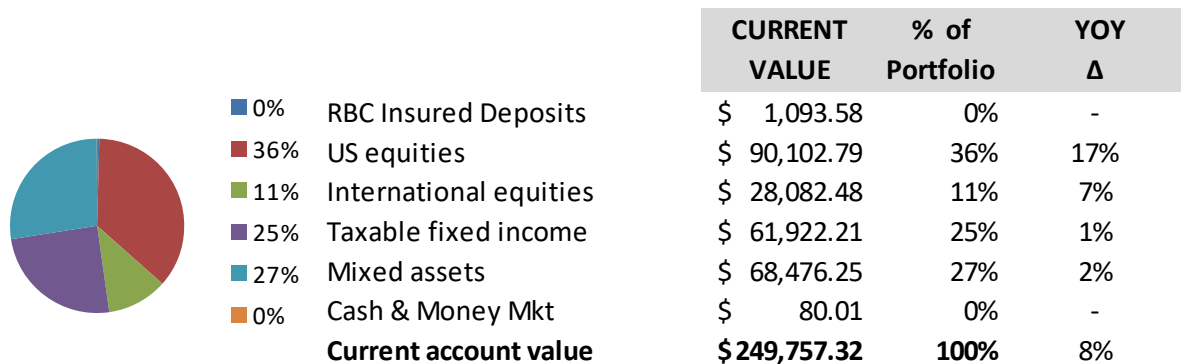 CURRENT % of YOY
VALUE Portfolio Δ
0% RBC Insured Deposits $ 1,093.58 0% -
36% US equities $ 90,102.79 36% 17%
11% International equities $ 28,082.48 11% 7%
25% Taxable fixed income $ 61,922.21 25% 1%
27% Mixed assets $ 68,476.25 27% 2%
0% Cash & Money Mkt $ 80.01 0% -
Current account value $249,757.32 100% 8%